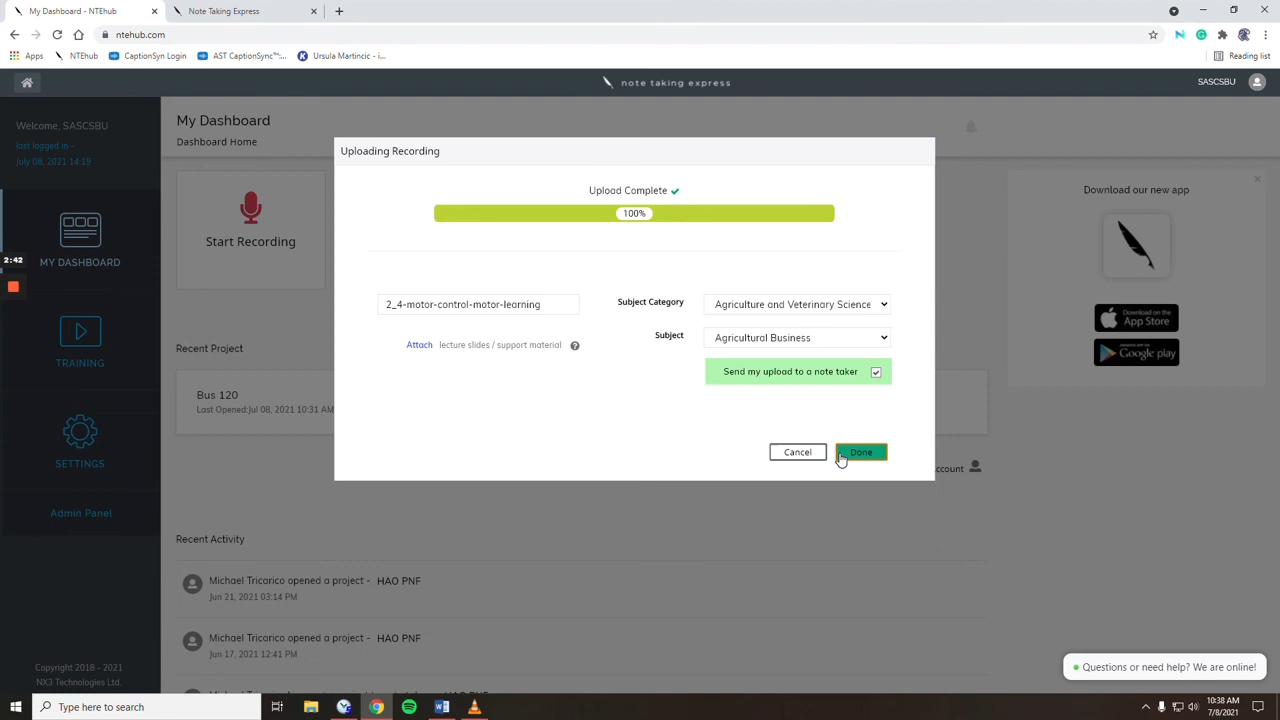 My Dashboard - NTEhub
Note Taking Express
ntehub.com
Apps
NTEhub
CaptionSync Login
AST CaptionSync™:...
Ursula Martincic - i...
Reading list
note taking express
SASCSBU
Welcome, SASCSBU
last logged in -
July 08, 2021 14:19
MY DASHBOARD
TRAINING
SETTINGS
Admin Panel
Copyright 2018 - 2021
NX3 Technologies Ltd.
2:42
My Dashboard
Dashboard Home
Start Recording
Recent Project
Bus 120
Last Opened:Jul 08, 2021 10:31 AM
Uploading Recording
Upload Complete
100%
2_4-motor-control-motor-learning
Subject Category
Agriculture and Veterinary Science
Attach lecture slides / support material
Subject
Agricultural Business
Send my upload to a note taker
Cancel
Done
ccount
Recent Activity
Michael Tricarico opened a project - HAO PNF
Jun 21, 2021 03:14 PM
Michael Tricarico opened a project - HAO PNF
Jun 17, 2021 12:41 PM
Download our new app
Download on the
App Store
Google play
Questions or need help? We are online!
Type here to search
10:38 AM
7/8/2021